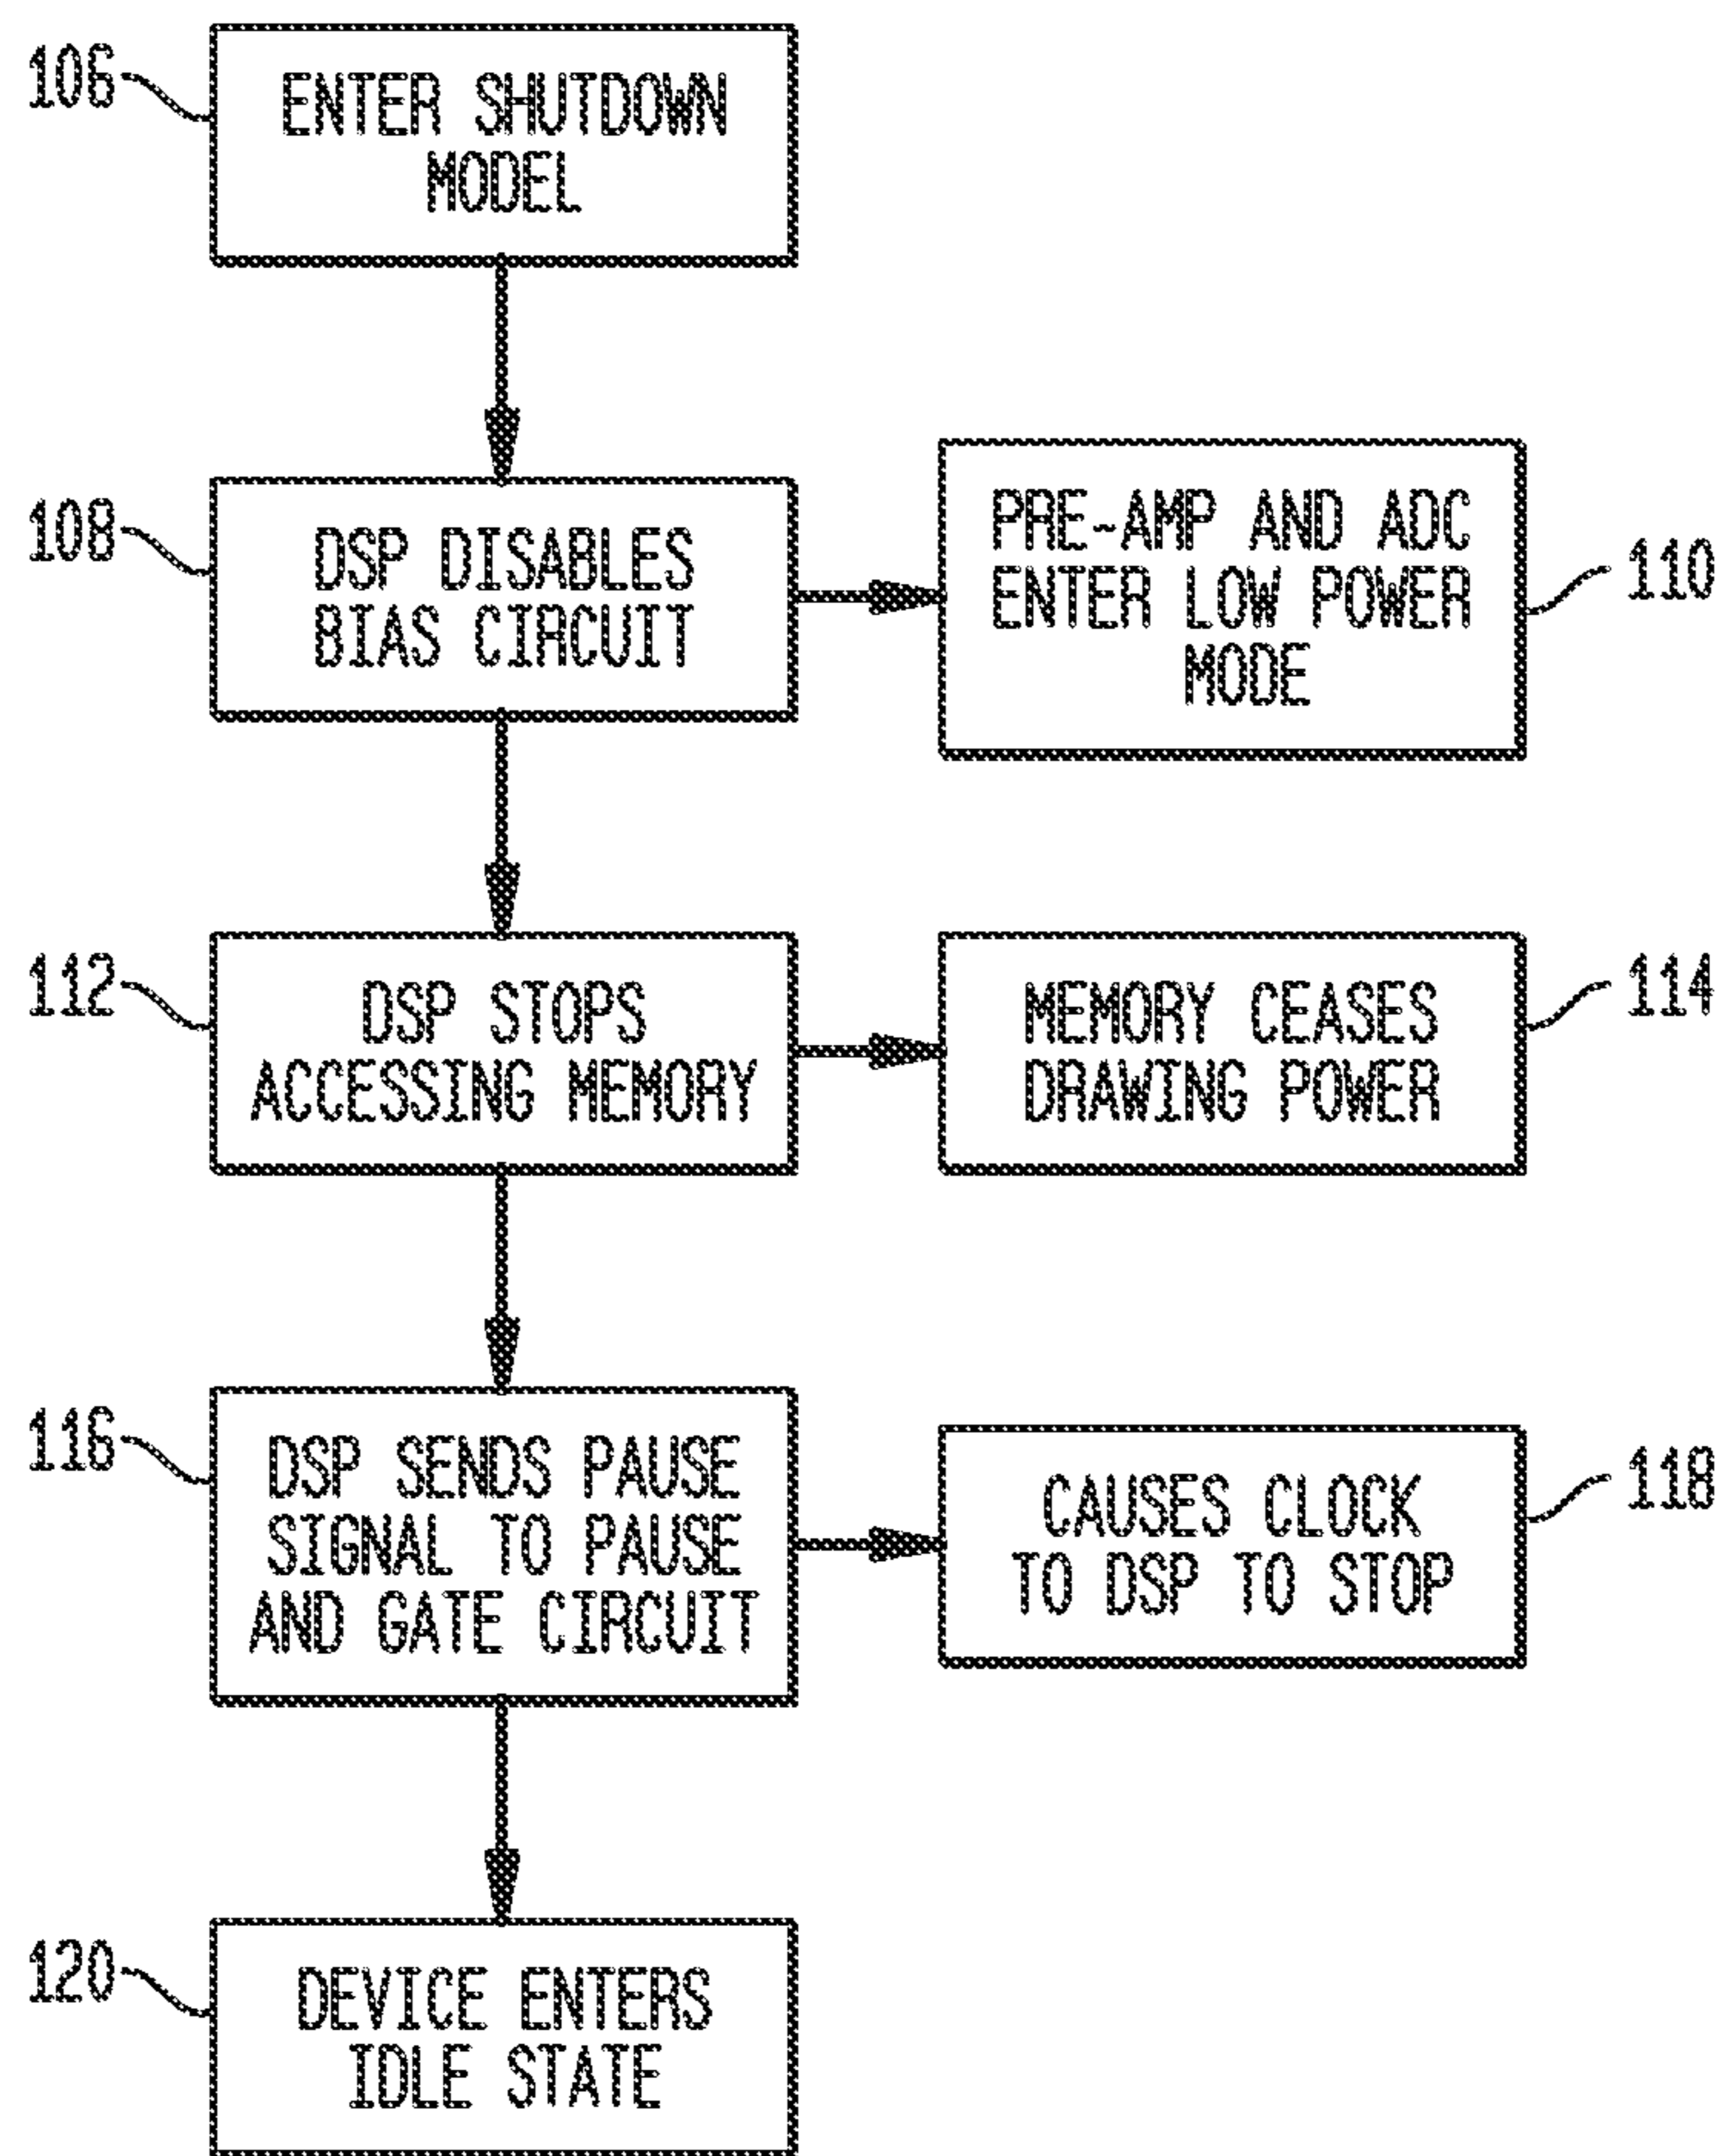 106
ENTER SHUTDOWN
MODEL
108
DSP DISABLES
BIAS CIRCUIT
PRE-AMP AND ADC
ENTER LOW POWER
MODE
110
112
DSP STOPS
ACCESSING MEMORY
MEMORY CEASES
DRAWING POWER
114
116
DSP SENDS PAUSE
SIGNAL TO PAUSE
AND GATE CIRCUIT
CAUSES CLOCK
TO DSP TO STOP
118
120
DEVICE ENTERS
IDLE STATE